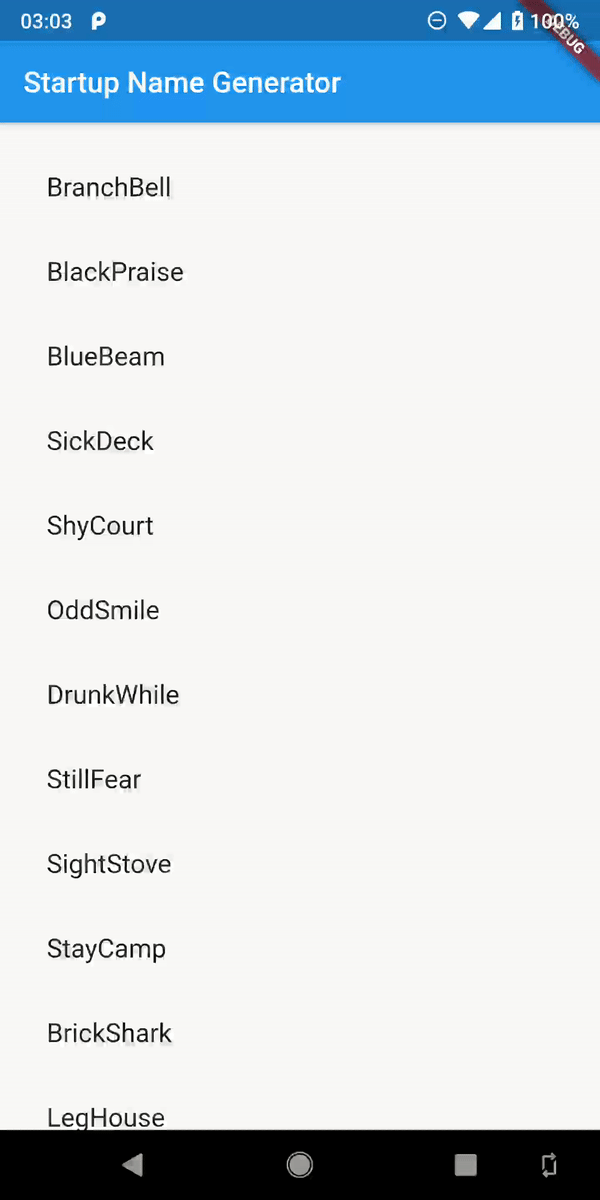 03:03 P 100%
DEBUG
Startup Name Generator
BranchBell
BlackPraise
BlueBeam
SickDeck
ShyCourt
OddSmile
DrunkWhile
StillFear
SightStove
StayCamp
BrickShark
LegHouse